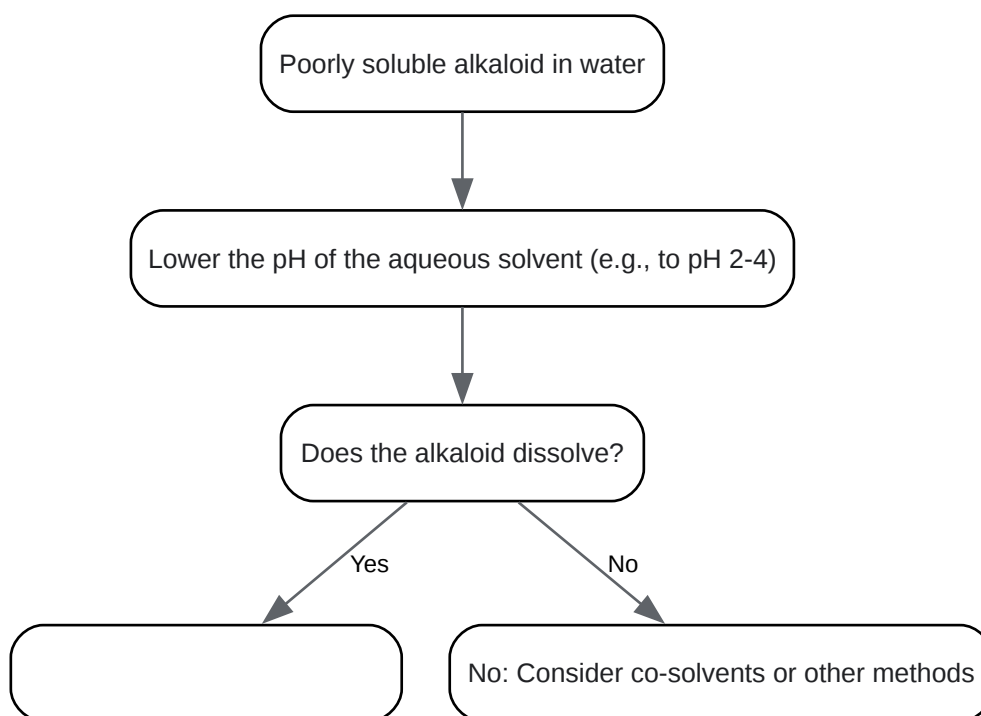 Poorly soluble alkaloid in water
Lower the pH of the aqueous solvent (e.g., to pH 2-4)
Does the alkaloid dissolve?
Yes
No
No: Consider co-solvents or other methods